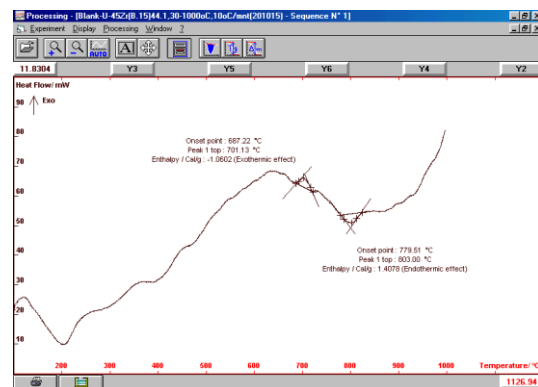 Processing - [Blank-U-45Zr(8.15)44.1,30-1000oC,10oC/mnt(201015) - Sequence N° 1]
Experiment Display Processing Window ?
AUTO A
11.8304 Y3 Y5 Y6 Y4 Y2
Heat Flow/ mW
Exo
90
80
70
60
50
40
30
20
10
Onset point : 687.22 °C
Peak 1 top : 701.13 °C
Enthalpy / Cal/g : -1.0602 (Exothermic effect)
Onset point : 779.51 °C
Peak 1 top : 803.00 °C
Enthalpy / Cal/g : 1.4078 (Endothermic effect)
200 300 400 500 600 700 800 900 1000 Temperature/ °C
1126.94